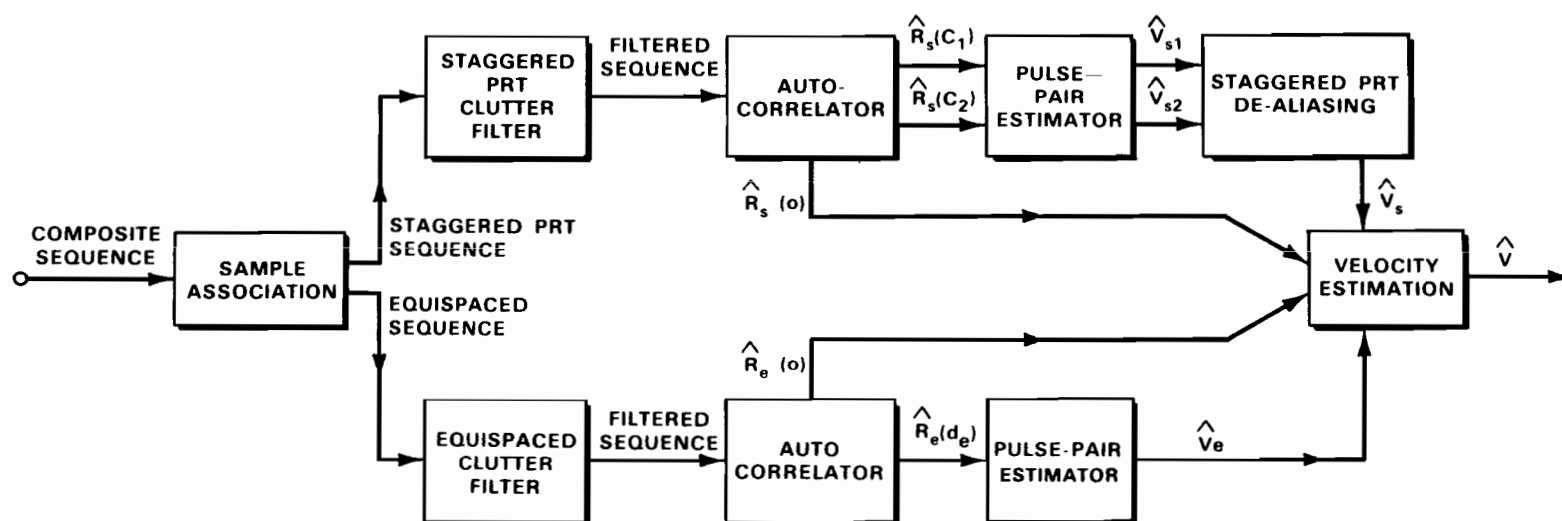 COMPOSITE
SEQUENCE
SAMPLE
ASSOCIATION
STAGGERED PRT
SEQUENCE
EQUISPACED
SEQUENCE
STAGGERED
PRT
CLUTTER
FILTER
FILTERED
SEQUENCE
AUTO-
CORRELATOR
R̂s(C1)
R̂s(C2)
R̂s (o)
PULSE—
PAIR
ESTIMATOR
V̂s1
V̂s2
STAGGERED PRT
DE-ALIASING
V̂s
EQUISPACED
CLUTTER
FILTER
FILTERED
SEQUENCE
AUTO
CORRELATOR
R̂e (o)
R̂e(de)
PULSE-PAIR
ESTIMATOR
V̂e
VELOCITY
ESTIMATION
V̂